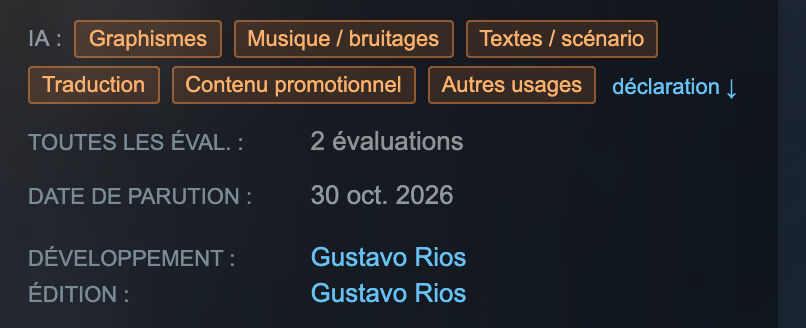 IA : Graphismes Musique / bruitages Textes / scénario
Traduction Contenu promotionnel Autres usages déclaration ↓
TOUTES LES ÉVAL. : 2 évaluations
DATE DE PARUTION : 30 oct. 2026
DÉVELOPPEMENT : Gustavo Rios
ÉDITION : Gustavo Rios